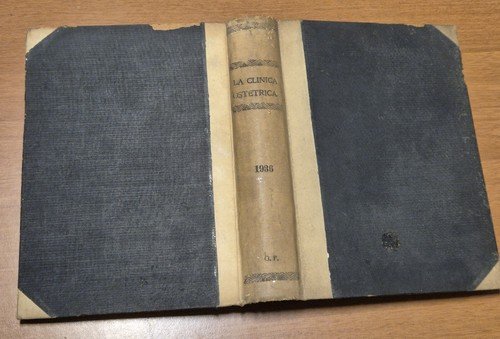 LA CLINICA
OSTETRICA
1936
G. P.